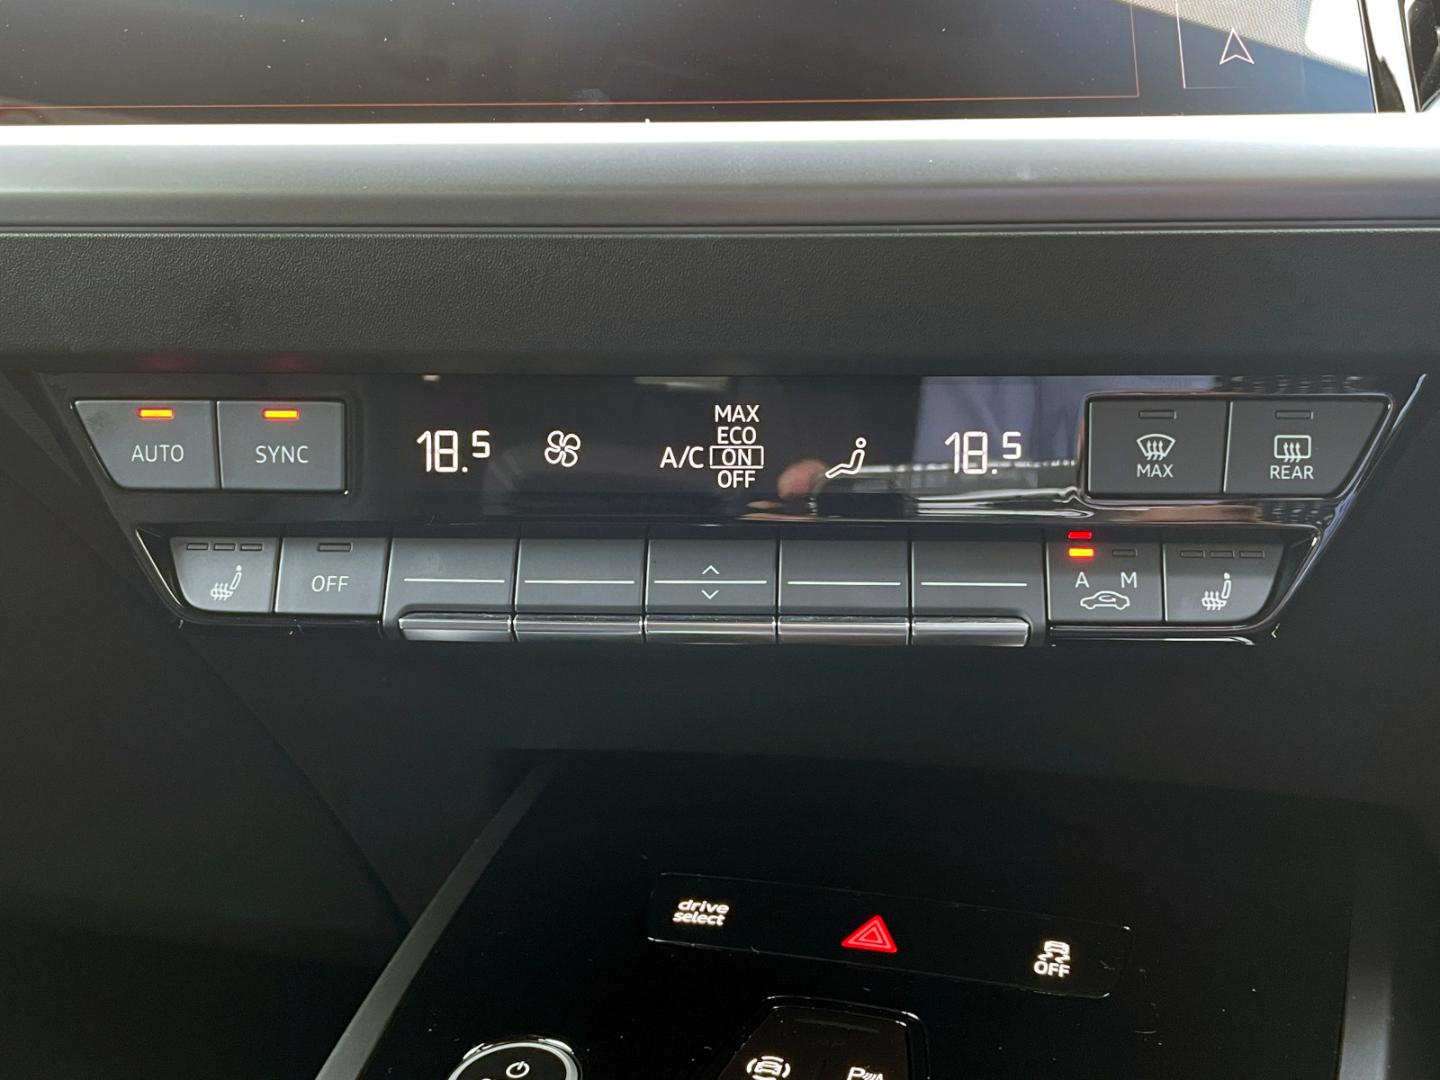 AUTO
SYNC
18.5
MAX
ECO
A/C ON
OFF
18.5
MAX
REAR
OFF
A M
drive
select
OFF
P